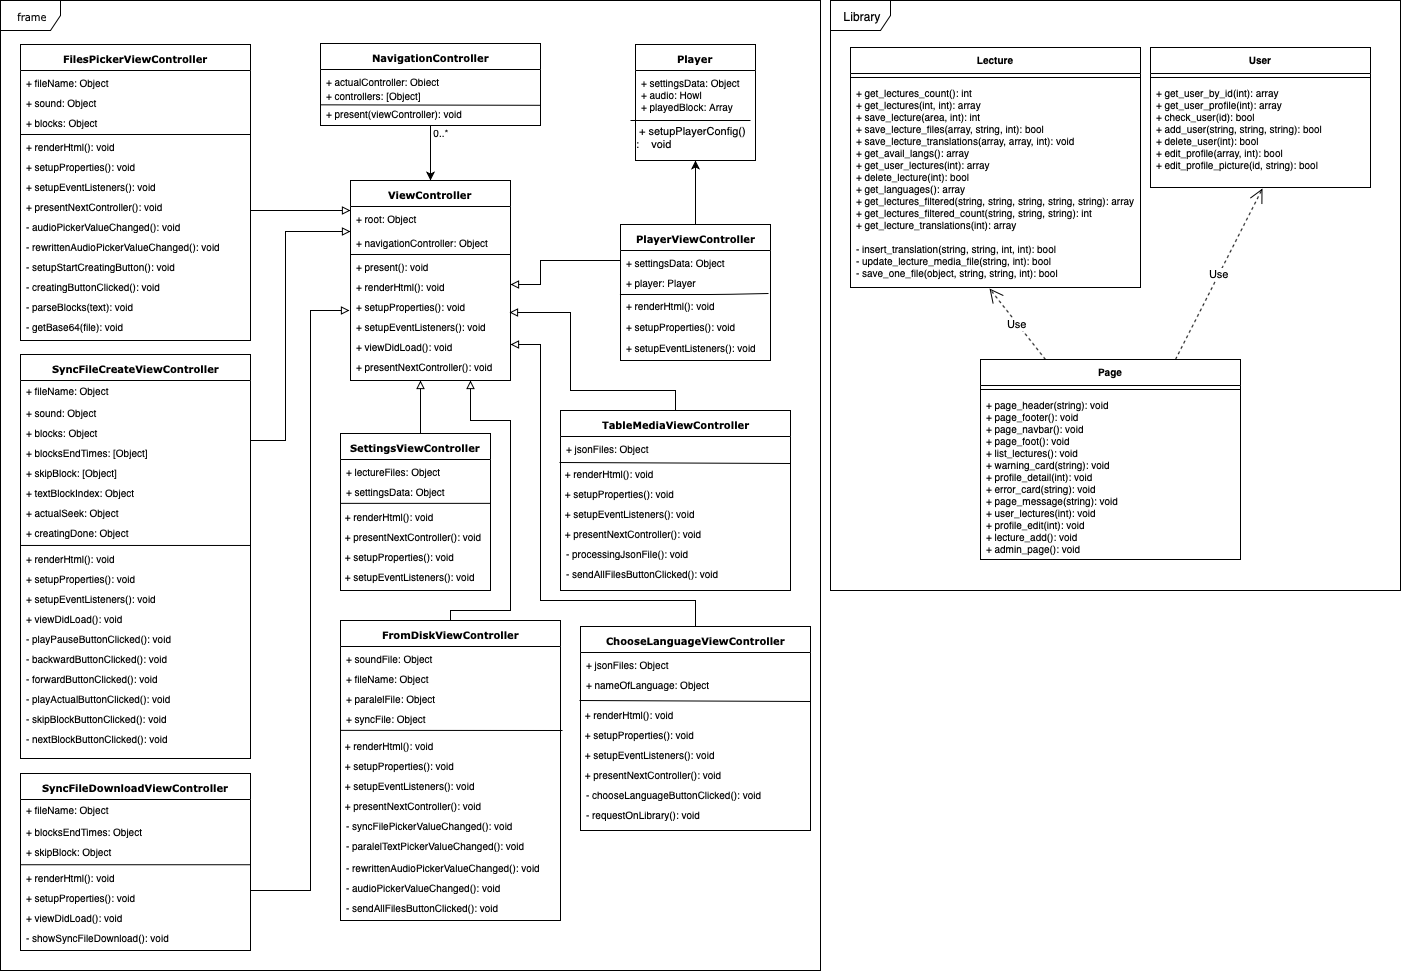 frame
FilesPickerViewController
+ fileName: Object
+ sound: Object
+ blocks: Object
+ renderHtml(): void
+ setupProperties(): void
+ setupEventListeners(): void
+ presentNextController(): void
- audioPickerValueChanged(): void
- rewrittenAudioPickerValueChanged(): void
- setupStartCreatingButton(): void
- creatingButtonClicked(): void
- parseBlocks(text): void
- getBase64(file): void
SyncFileCreateViewController
+ fileName: Object
+ sound: Object
+ blocks: Object
+ blocksEndTimes: [Object]
+ skipBlock: [Object]
+ textBlockIndex: Object
+ actualSeek: Object
+ creatingDone: Object
+ renderHtml(): void
+ setupProperties(): void
+ setupEventListeners(): void
+ viewDidLoad(): void
- playPauseButtonClicked(): void
- backwardButtonClicked(): void
- forwardButtonClicked(): void
- playActualButtonClicked(): void
- skipBlockButtonClicked(): void
- nextBlockButtonClicked(): void
SyncFileDownloadViewController
+ fileName: Object
+ blocksEndTimes: Object
+ skipBlock: Object
+ renderHtml(): void
+ setupProperties(): void
+ viewDidLoad(): void
- showSyncFileDownload(): void
NavigationController
+ actualController: Object
+ controllers: [Object]
+ present(viewController): void
0..*
ViewController
+ root: Object
+ navigationController: Object
+ present(): void
+ renderHtml(): void
+ setupProperties(): void
+ setupEventListeners(): void
+ viewDidLoad(): void
+ presentNextController(): void
SettingsViewController
+ lectureFiles: Object
+ settingsData: Object
+ renderHtml(): void
+ presentNextController(): void
+ setupProperties(): void
+ setupEventListeners(): void
FromDiskViewController
+ soundFile: Object
+ fileName: Object
+ paralelFile: Object
+ syncFile: Object
+ renderHtml(): void
+ setupProperties(): void
+ setupEventListeners(): void
+ presentNextController(): void
- syncFilePickerValueChanged(): void
- paralelTextPickerValueChanged(): void
- rewrittenAudioPickerValueChanged(): void
- audioPickerValueChanged(): void
- sendAllFilesButtonClicked(): void
Player
+ settingsData: Object
+ audio: Howl
+ playedBlock: Array
+ setupPlayerConfig()
: void
PlayerViewController
+ settingsData: Object
+ player: Player
+ renderHtml(): void
+ setupProperties(): void
+ setupEventListeners(): void
TableMediaViewController
+ jsonFiles: Object
+ renderHtml(): void
+ setupProperties(): void
+ setupEventListeners(): void
+ presentNextController(): void
- processingJsonFile(): void
- sendAllFilesButtonClicked(): void
ChooseLanguageViewController
+ jsonFiles: Object
+ nameOfLanguage: Object
+ renderHtml(): void
+ setupProperties(): void
+ setupEventListeners(): void
+ presentNextController(): void
- chooseLanguageButtonClicked(): void
- requestOnLibrary(): void
Library
Lecture
+ get_lectures_count(): int
+ get_lectures(int, int): array
+ save_lecture(area, int): int
+ save_lecture_files(array, string, int): bool
+ save_lecture_translations(array, array, int): void
+ get_avail_langs(): array
+ get_user_lectures(int): array
+ delete_lecture(int): bool
+ get_languages(): array
+ get_lectures_filtered(string, string, string, string, string): array
+ get_lectures_filtered_count(string, string, string): int
+ get_lecture_translations(int): array
- insert_translation(string, string, int, int): bool
- update_lecture_media_file(string, int): bool
- save_one_file(object, string, string, int): bool
User
+ get_user_by_id(int): array
+ get_user_profile(int): array
+ check_user(id): bool
+ add_user(string, string, string): bool
+ delete_user(int): bool
+ edit_profile(array, int): bool
+ edit_profile_picture(id, string): bool
Use
Use
Page
+ page_header(string): void
+ page_footer(): void
+ page_navbar(): void
+ page_foot(): void
+ list_lectures(): void
+ warning_card(string): void
+ profile_detail(int): void
+ error_card(string): void
+ page_message(string): void
+ user_lectures(int): void
+ profile_edit(int): void
+ lecture_add(): void
+ admin_page(): void